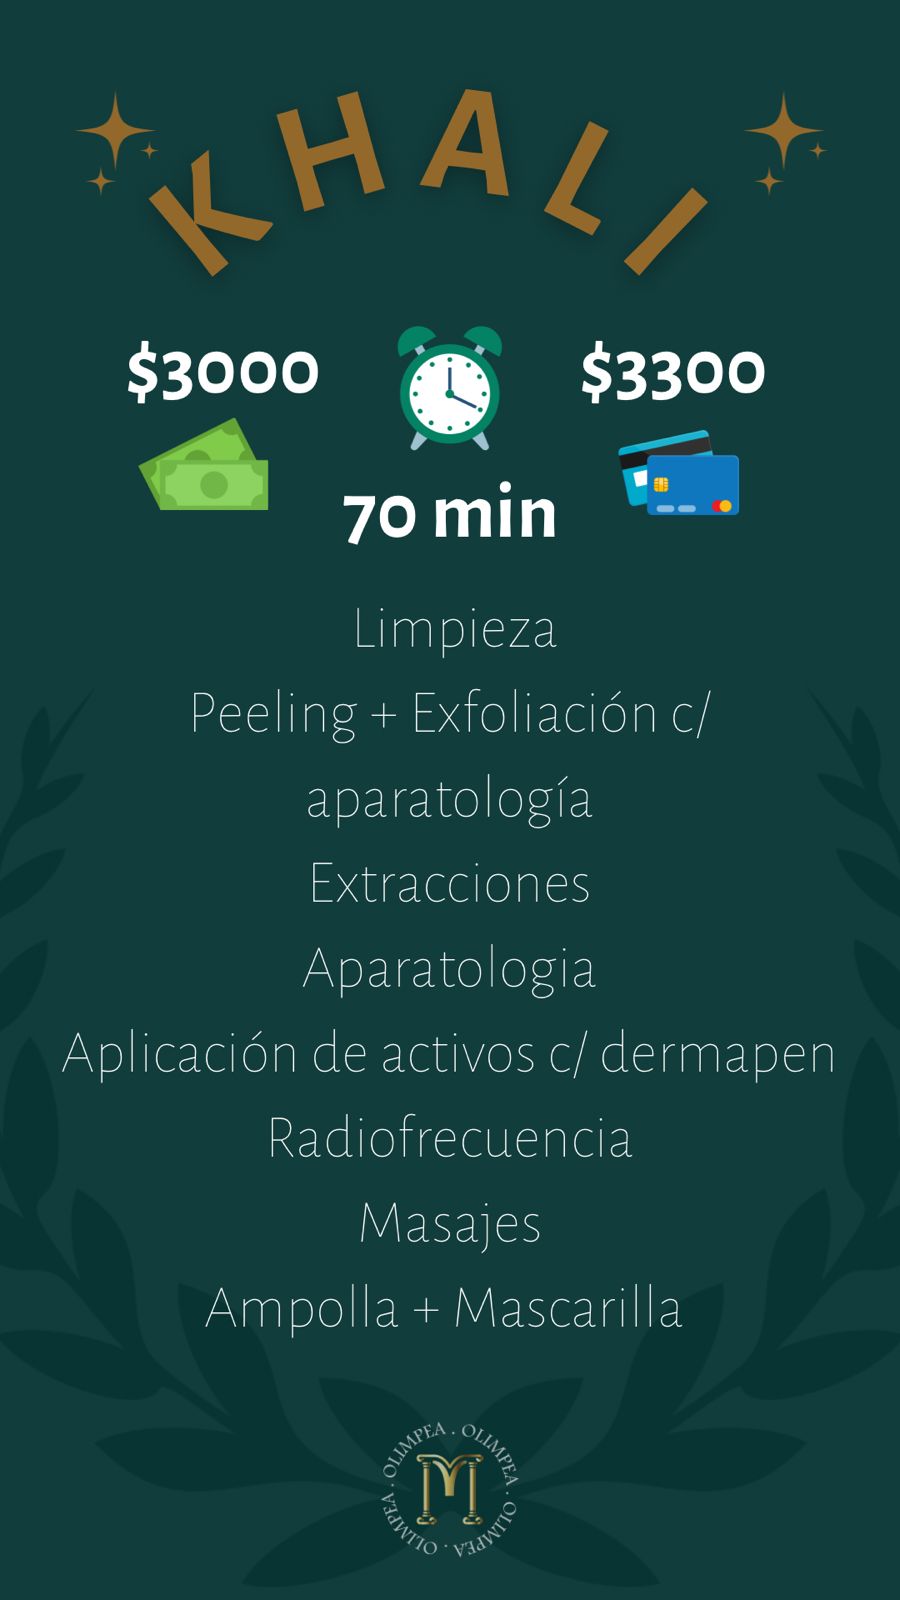 KHALI
$3000
$3300
70 min
Limpieza
Peeling + Exfoliación c/
aparatología
Extracciones
Aparatologia
Aplicación de activos c/ dermapen
Radiofrecuencia
Masajes
Ampolla + Mascarilla
OLIMPEA . OLIMPEA . OLIMPEA . OLIMPEA .
M